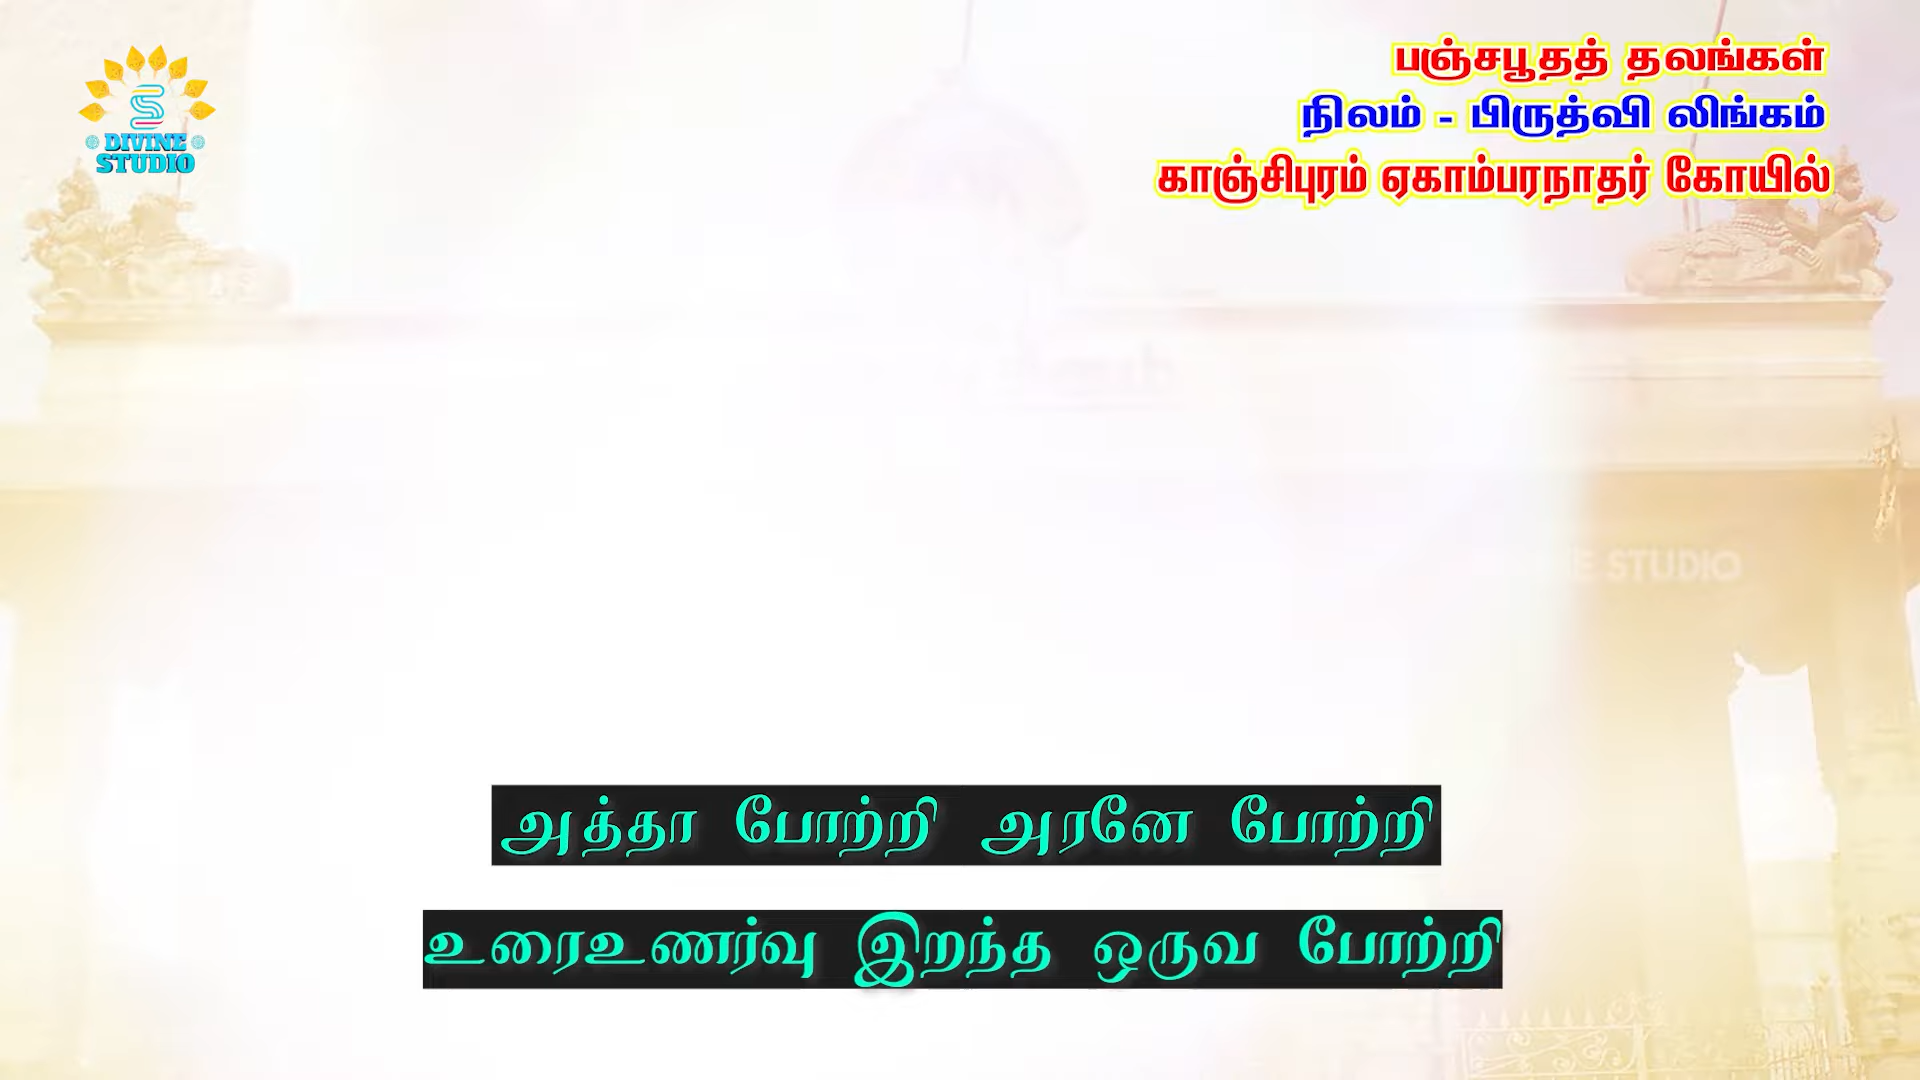 DIVINE
STUDIO
பஞ்சபூதத் தலங்கள்
நிலம் - பிருத்வி லிங்கம்
காஞ்சிபுரம் ஏகாம்பரநாதர் கோயில்
STUDIO
அத்தா போற்றி அரனே போற்றி
உரைஉணர்வு இறந்த ஒருவ போற்றி